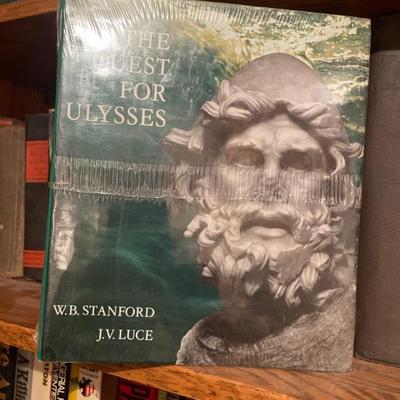 THE
QUEST
FOR
ULYSSES
W.B. STANFORD
J.V. LUCE